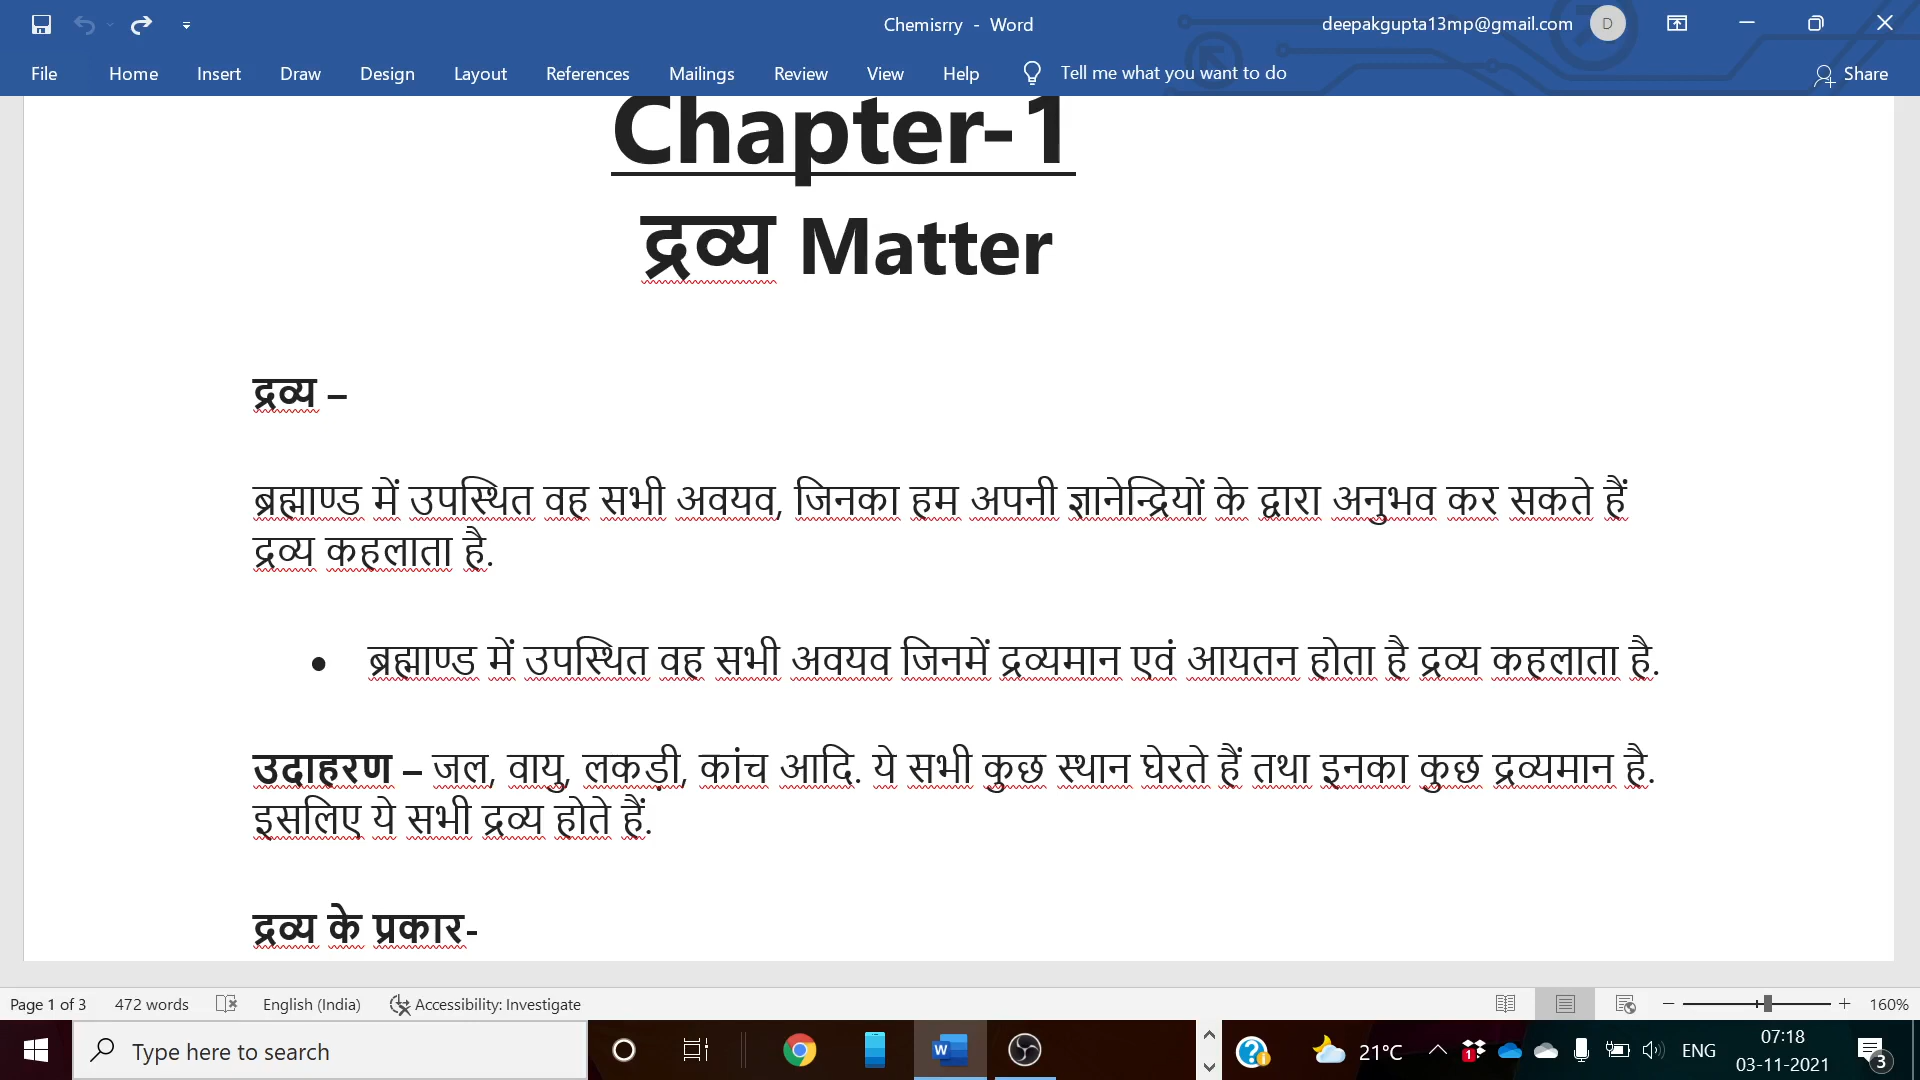 Chemisrry - Word
deepakgupta13mp@gmail.com
D
File Home Insert Draw Design Layout References Mailings Review View Help Tell me what you want to do Share
Chapter-1
द्रव्य Matter
द्रव्य –
ब्रह्माण्ड में उपस्थित वह सभी अवयव, जिनका हम अपनी ज्ञानेन्द्रियों के द्वारा अनुभव कर सकते हैं
द्रव्य कहलाता है.
• ब्रह्माण्ड में उपस्थित वह सभी अवयव जिनमें द्रव्यमान एवं आयतन होता है द्रव्य कहलाता है.
उदाहरण – जल, वायु, लकड़ी, कांच आदि. ये सभी कुछ स्थान घेरते हैं तथा इनका कुछ द्रव्यमान है.
इसलिए ये सभी द्रव्य होते हैं.
द्रव्य के प्रकार-
Page 1 of 3 472 words English (India) Accessibility: Investigate 160%
Type here to search
W
1
21°C
ENG
07:18
03-11-2021
3